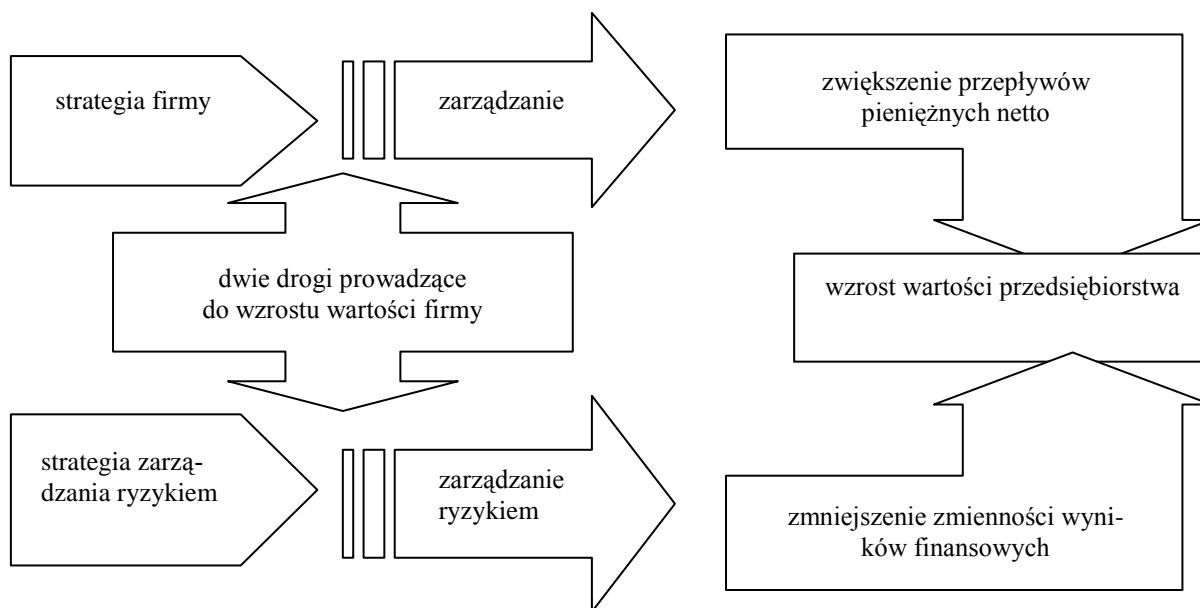 strategia firmy
zarządzanie
zwiększenie przepływów
pieniężnych netto
dwie drogi prowadzące
do wzrostu wartości firmy
wzrost wartości przedsiębiorstwa
strategia zarzą-
dzania ryzykiem
zarządzanie
ryzykiem
zmniejszenie zmienności wyni-
ków finansowych